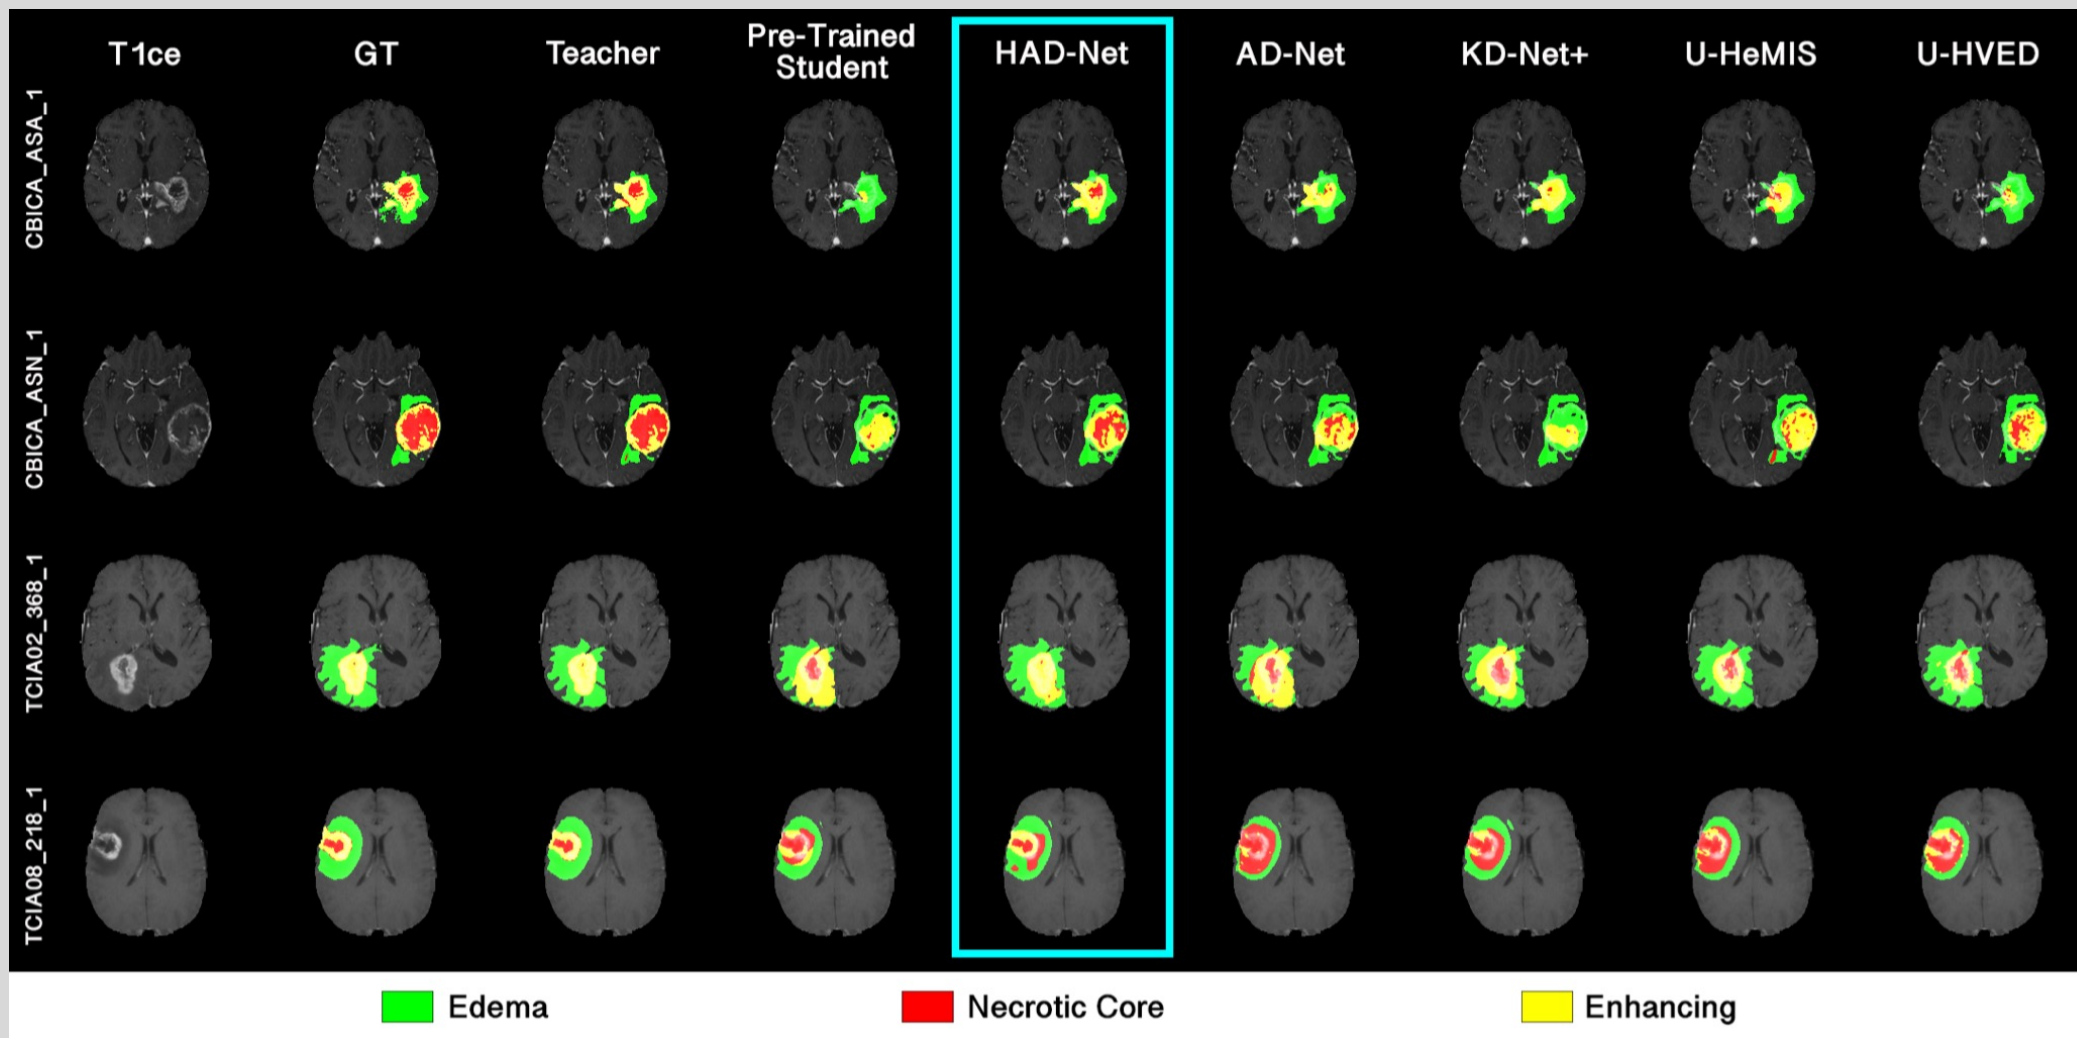 T1ce
GT
Teacher
Pre-Trained
Student
HAD-Net
AD-Net
KD-Net+
U-HeMIS
U-HVED
CBICA_ASA_1
CBICA_ASN_1
TCIA02_368_1
TCIA08_218_1
Edema
Necrotic Core
Enhancing